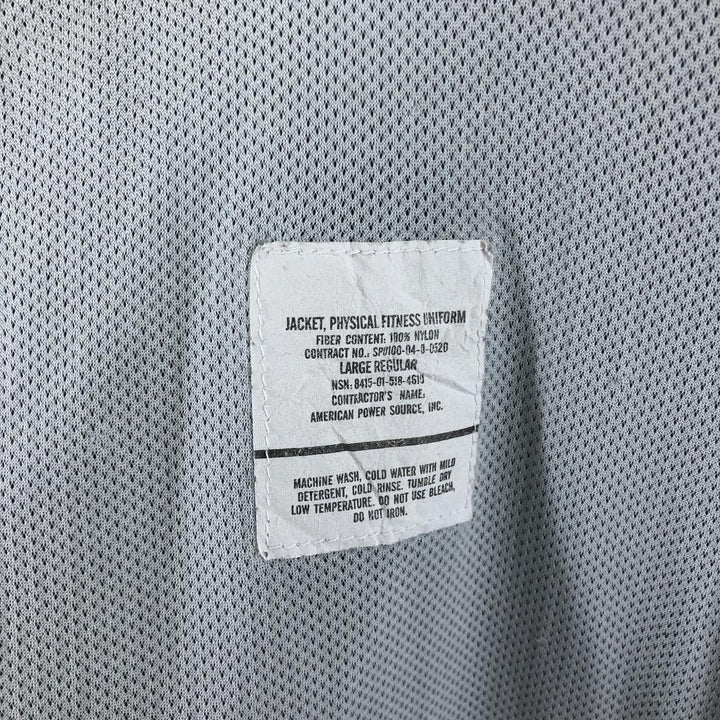 JACKET, PHYSICAL FITNESS UNIFORM
FIBER CONTENT: 100% NYLON
CONTRACT NO.: SP0100-04-D-0520
LARGE REGULAR
NSN: 8415-01-518-4610
CONTRACTOR'S NAME:
AMERICAN POWER SOURCE, INC.
MACHINE WASH, COLD WATER WITH MILD
DETERGENT, COLD RINSE. TUMBLE DRY
LOW TEMPERATURE. DO NOT USE BLEACH,
DO NOT IRON.